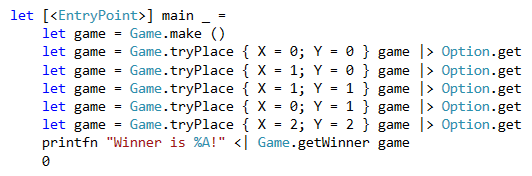 let [<EntryPoint>] main _ =
    let game = Game.make ()
    let game = Game.tryPlace { X = 0; Y = 0 } game |> Option.get
    let game = Game.tryPlace { X = 1; Y = 0 } game |> Option.get
    let game = Game.tryPlace { X = 1; Y = 1 } game |> Option.get
    let game = Game.tryPlace { X = 0; Y = 1 } game |> Option.get
    let game = Game.tryPlace { X = 2; Y = 2 } game |> Option.get
    printfn "Winner is %A!" <| Game.getWinner game
    0